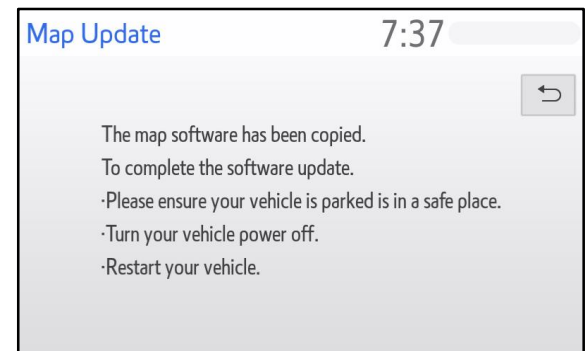 Map Update
7:37
The map software has been copied.
To complete the software update.
·Please ensure your vehicle is parked is in a safe place.
·Turn your vehicle power off.
·Restart your vehicle.